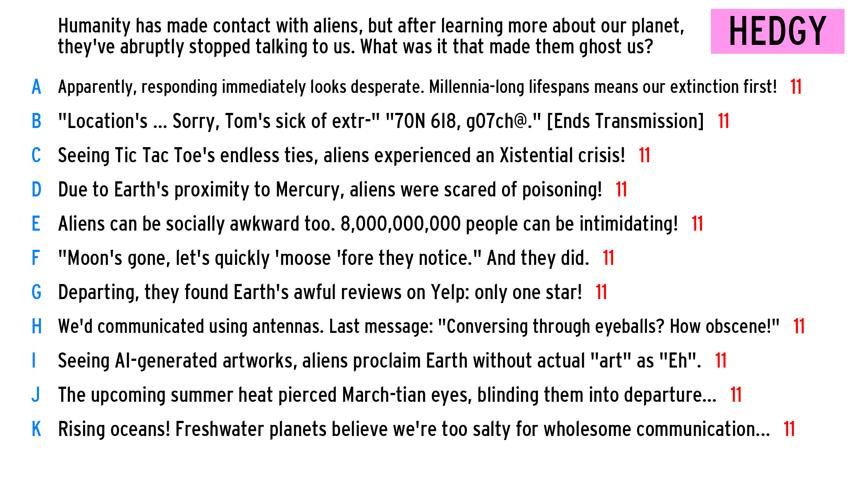 Humanity has made contact with aliens, but after learning more about our planet,
they've abruptly stopped talking to us. What was it that made them ghost us?
HEDGY
A Apparently, responding immediately looks desperate. Millennia-long lifespans means our extinction first! 11
B "Location's ... Sorry, Tom's sick of extr-" "70N 6I8, g07ch@." [Ends Transmission] 11
C Seeing Tic Tac Toe's endless ties, aliens experienced an Xistential crisis! 11
D Due to Earth's proximity to Mercury, aliens were scared of poisoning! 11
E Aliens can be socially awkward too. 8,000,000,000 people can be intimidating! 11
F "Moon's gone, let's quickly 'moose 'fore they notice." And they did. 11
G Departing, they found Earth's awful reviews on Yelp: only one star! 11
H We'd communicated using antennas. Last message: "Conversing through eyeballs? How obscene!" 11
I Seeing AI-generated artworks, aliens proclaim Earth without actual "art" as "Eh". 11
J The upcoming summer heat pierced March-tian eyes, blinding them into departure... 11
K Rising oceans! Freshwater planets believe we're too salty for wholesome communication... 11